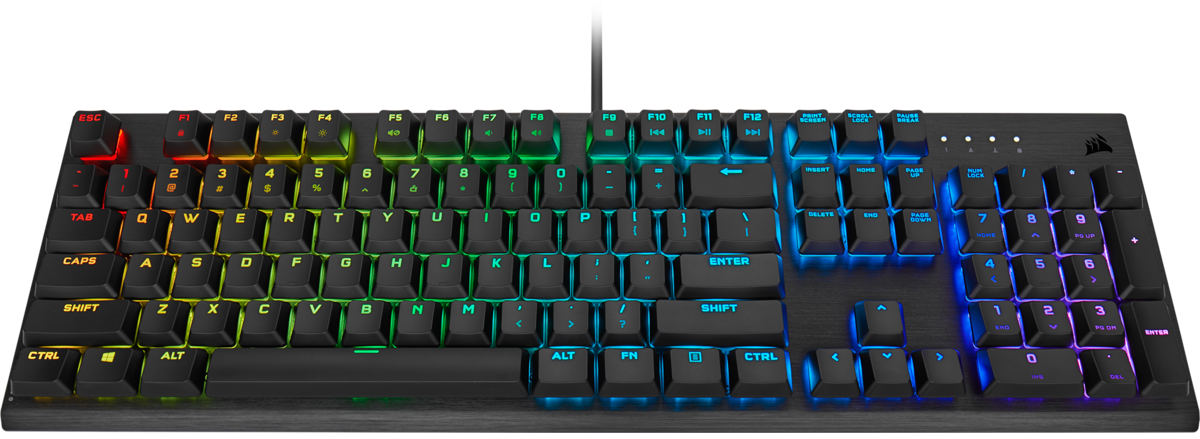 ESC F1 F2 F3 F4 F5 F6 F7 F8 F9 F10 F11 F12 PRINT SCREEN SCROLL LOCK PAUSE BREAK
~ ! 1 2 @ 3 # 4 $ 5 % 6 ^ 7 & 8 * 9 ( 0 ) - _ = + INSERT HOME PAGE UP NUM LOCK / * -
TAB Q W E R T Y U I O P [ { ] } \ | DELETE END PAGE DOWN 7 HOME 8 9 PG UP +
CAPS A S D F G H J K L ; : ' " ENTER 4 5 6
SHIFT Z X C V B N M , < . > / ? SHIFT 1 END 2 3 PG DN ENTER
CTRL ALT ALT FN CTRL 0 INS . DEL